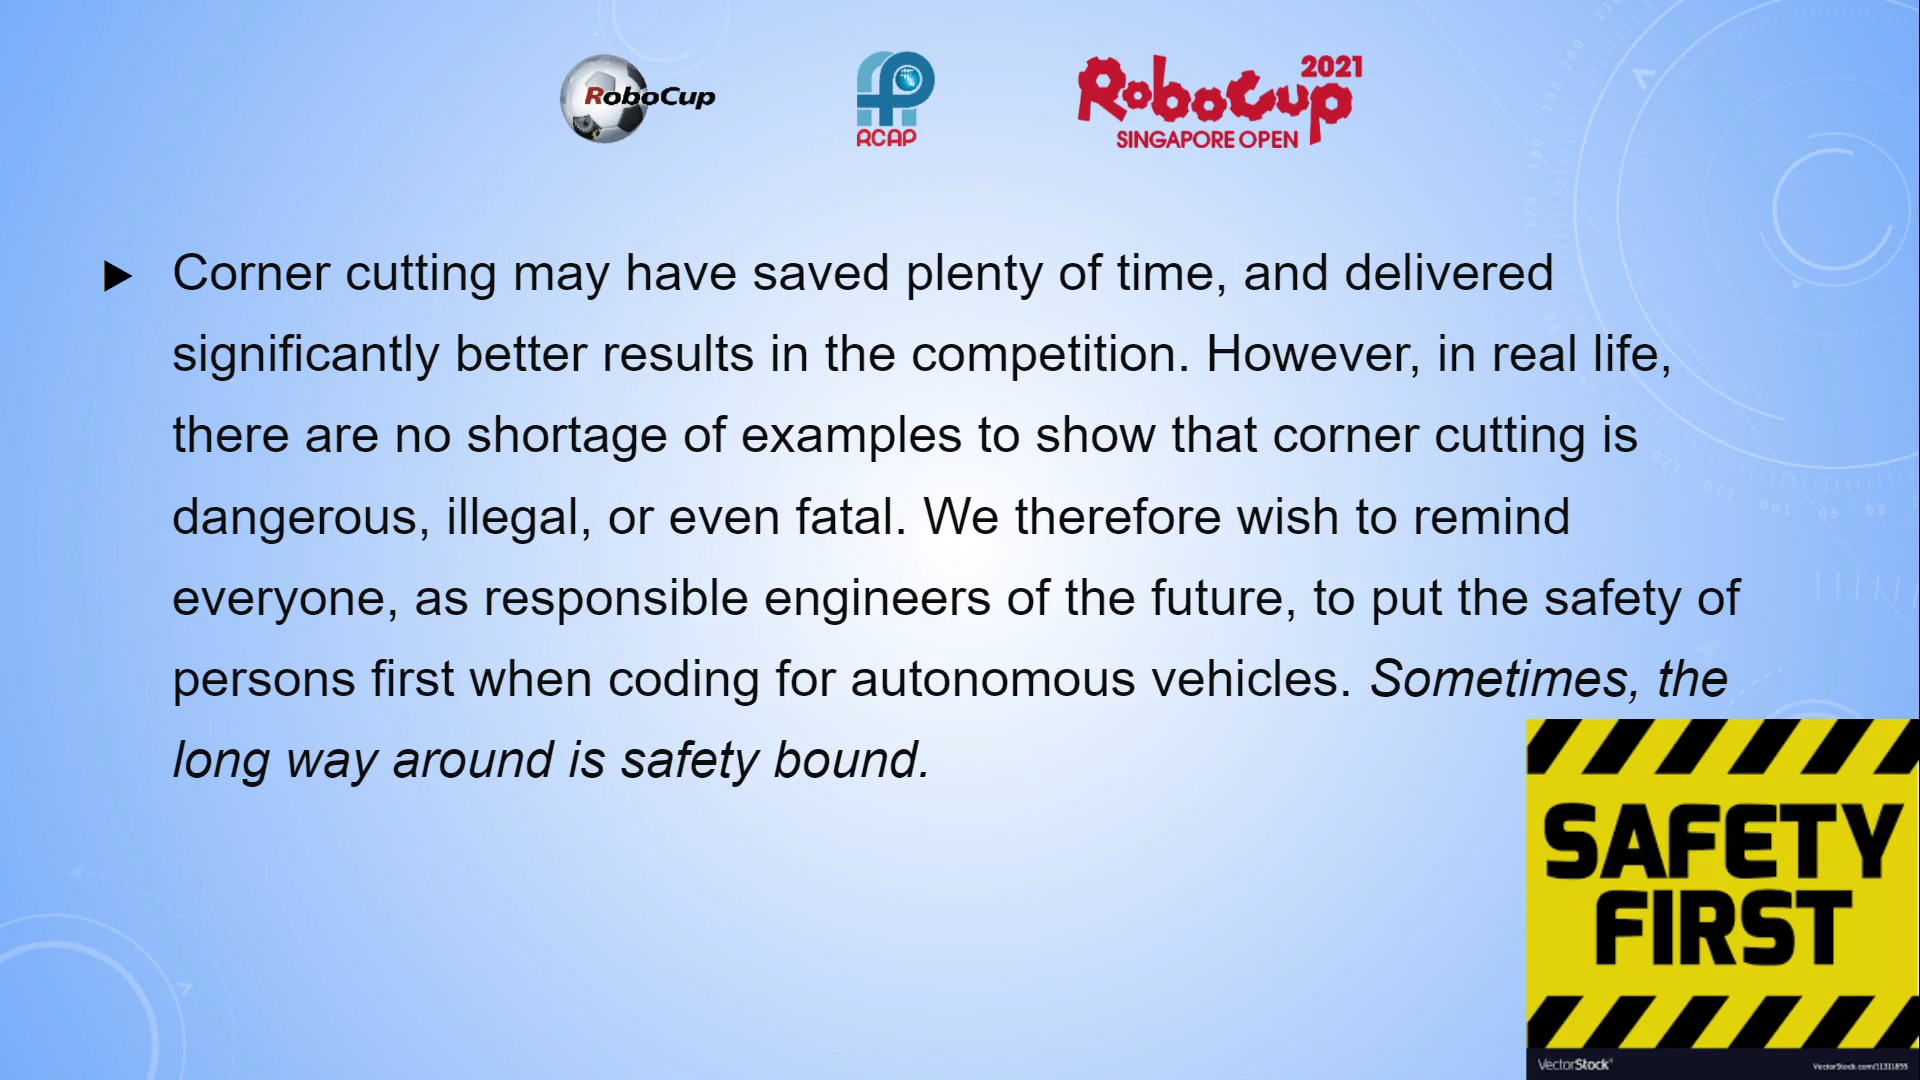 RoboCup
RCAP
RoboCup 2021
SINGAPORE OPEN
Corner cutting may have saved plenty of time, and delivered
significantly better results in the competition. However, in real life,
there are no shortage of examples to show that corner cutting is
dangerous, illegal, or even fatal. We therefore wish to remind
everyone, as responsible engineers of the future, to put the safety of
persons first when coding for autonomous vehicles. Sometimes, the
long way around is safety bound.
SAFETY
FIRST
VectorStock®
VectorStock.com/11311855